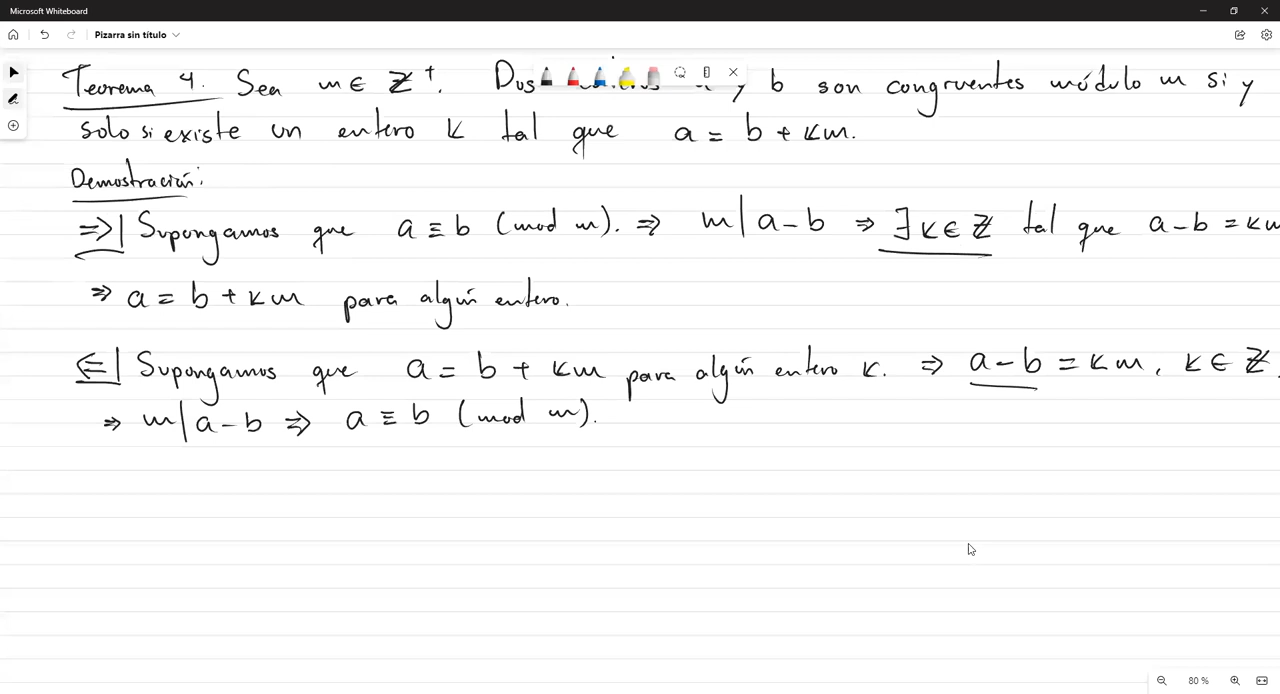 Microsoft Whiteboard
Pizarra sin título
Teorema 4. Sea m ∈ ℤ⁺. Dos y b son congruentes módulo m si y
solo si existe un entero k tal que a = b + km.
Demostración:
⇒| Supongamos que a ≡ b (mod m). ⇒ m | a - b ⇒ ∃ k ∈ ℤ tal que a - b = km
⇒ a = b + km para algún entero.
⇐| Supongamos que a = b + km para algún entero k. ⇒ a - b = km, k ∈ ℤ.
⇒ m | a - b ⇒ a ≡ b (mod m).
80 %